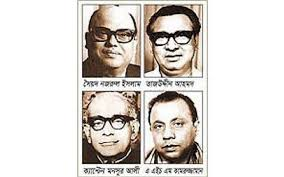 সৈয়দ নজরুল ইসলাম তাজউদ্দীন আহমদ
ক্যাপ্টেন মনসুর আলী এ এইচ এম কামরুজ্জামান